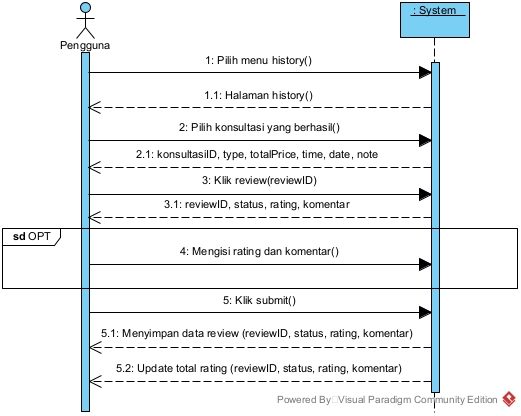 : System
Pengguna
1: Pilih menu history()
1.1: Halaman history()
2: Pilih konsultasi yang berhasil()
2.1: konsultasiID, type, totalPrice, time, date, note
3: Klik review(reviewID)
3.1: reviewID, status, rating, komentar
sd OPT
4: Mengisi rating dan komentar()
5: Klik submit()
5.1: Menyimpan data review (reviewID, status, rating, komentar)
5.2: Update total rating (reviewID, status, rating, komentar)
Powered By Visual Paradigm Community Edition